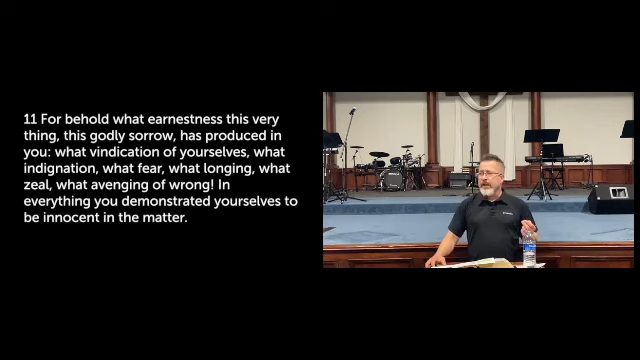 11 For behold what earnestness this very
thing, this godly sorrow, has produced in
you: what vindication of yourselves, what
indignation, what fear, what longing, what
zeal, what avenging of wrong! In
everything you demonstrated yourselves to
be innocent in the matter.